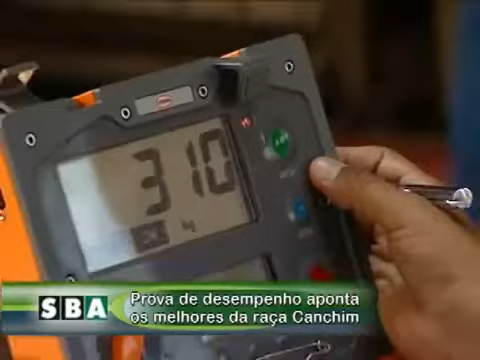 310
kg
SBA
Prova de desempenho aponta
os melhores da raça Canchim